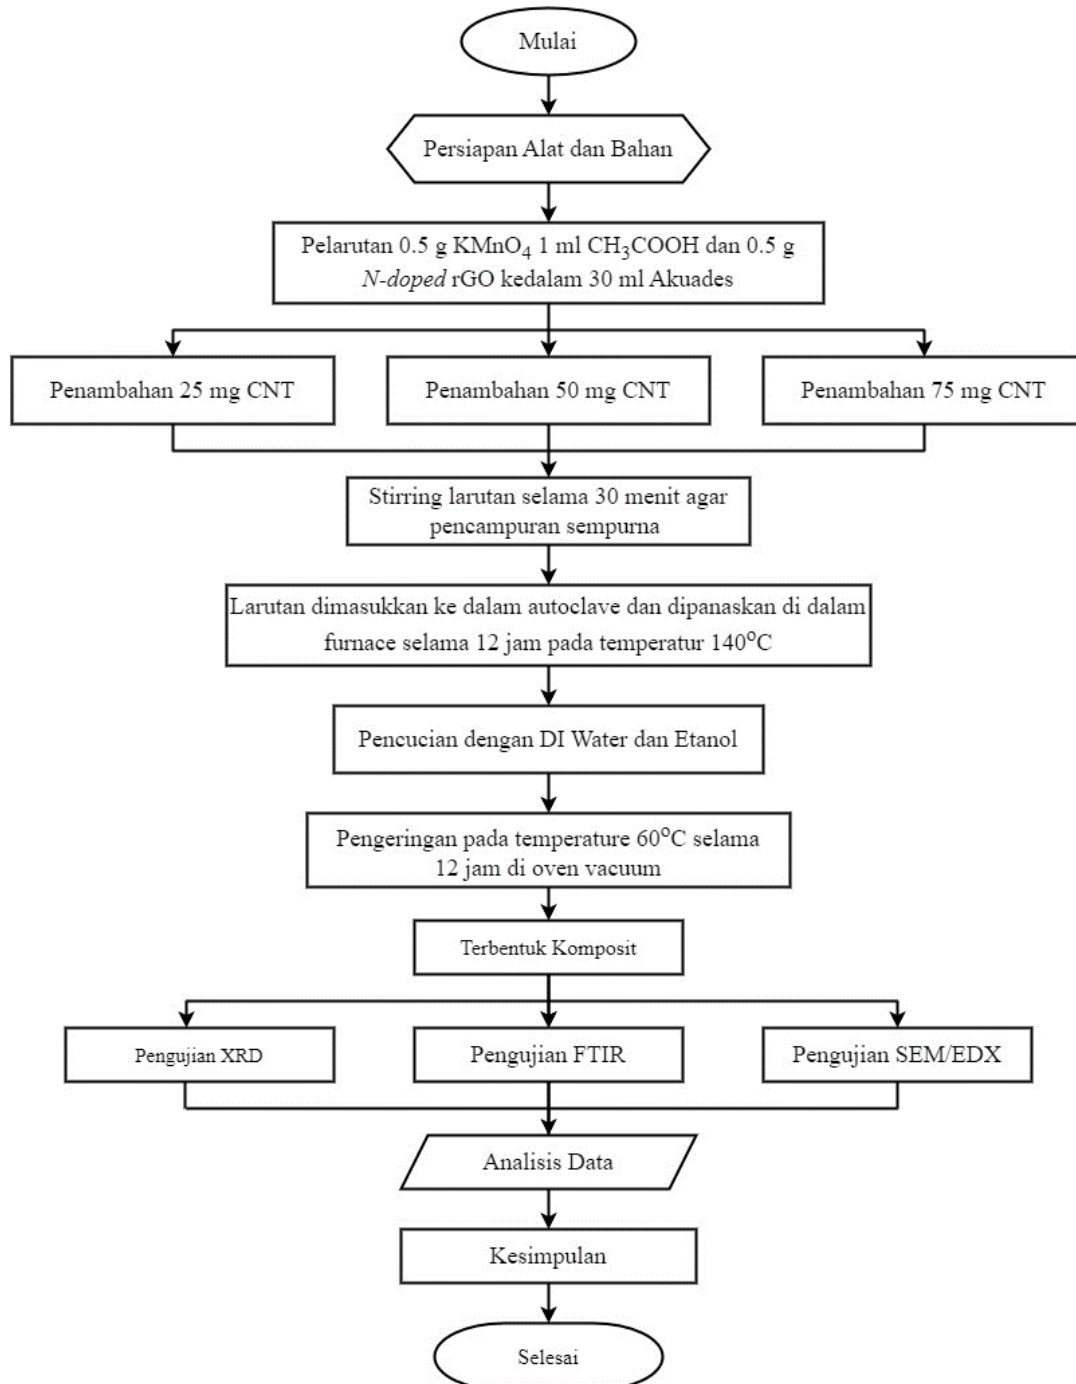 Mulai
Persiapan Alat dan Bahan
Pelarutan 0.5 g KMnO₄ 1 ml CH₃COOH dan 0.5 g
N-doped rGO kedalam 30 ml Akuades
Penambahan 25 mg CNT
Penambahan 50 mg CNT
Penambahan 75 mg CNT
Stirring larutan selama 30 menit agar
pencampuran sempurna
Larutan dimasukkan ke dalam autoclave dan dipanaskan di dalam
furnace selama 12 jam pada temperatur 140°C
Pencucian dengan DI Water dan Etanol
Pengeringan pada temperature 60°C selama
12 jam di oven vacuum
Terbentuk Komposit
Pengujian XRD
Pengujian FTIR
Pengujian SEM/EDX
Analisis Data
Kesimpulan
Selesai